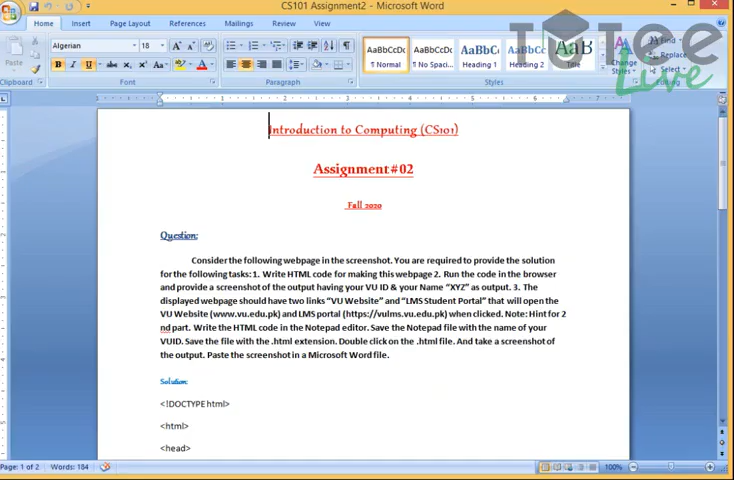 CS101 Assignment2 - Microsoft Word
Home Insert Page Layout References Mailings Review View
TUTee
Live
Paste
Algerian 18
B I U abc
AaBbCcDc AaBbCcDc AaBbCc AaBbCc AaB
¶ Normal ¶ No Spaci... Heading 1 Heading 2 Title
Change
Styles
Find
Replace
Select
Clipboard Font Paragraph Styles Editing
Introduction to Computing (CS101)
Assignment#02
Fall 2020
Question:
Consider the following webpage in the screenshot. You are required to provide the solution
for the following tasks: 1. Write HTML code for making this webpage 2. Run the code in the browser
and provide a screenshot of the output having your VU ID & your Name “XYZ” as output. 3. The
displayed webpage should have two links “VU Website” and “LMS Student Portal” that will open the
VU Website (www.vu.edu.pk) and LMS portal (https://vulms.vu.edu.pk) when clicked. Note: Hint for 2
nd part. Write the HTML code in the Notepad editor. Save the Notepad file with the name of your
VUID. Save the file with the .html extension. Double click on the .html file. And take a screenshot of
the output. Paste the screenshot in a Microsoft Word file.
Solution:
<!DOCTYPE html>
<html>
<head>
Page: 1 of 2 Words: 184 100%